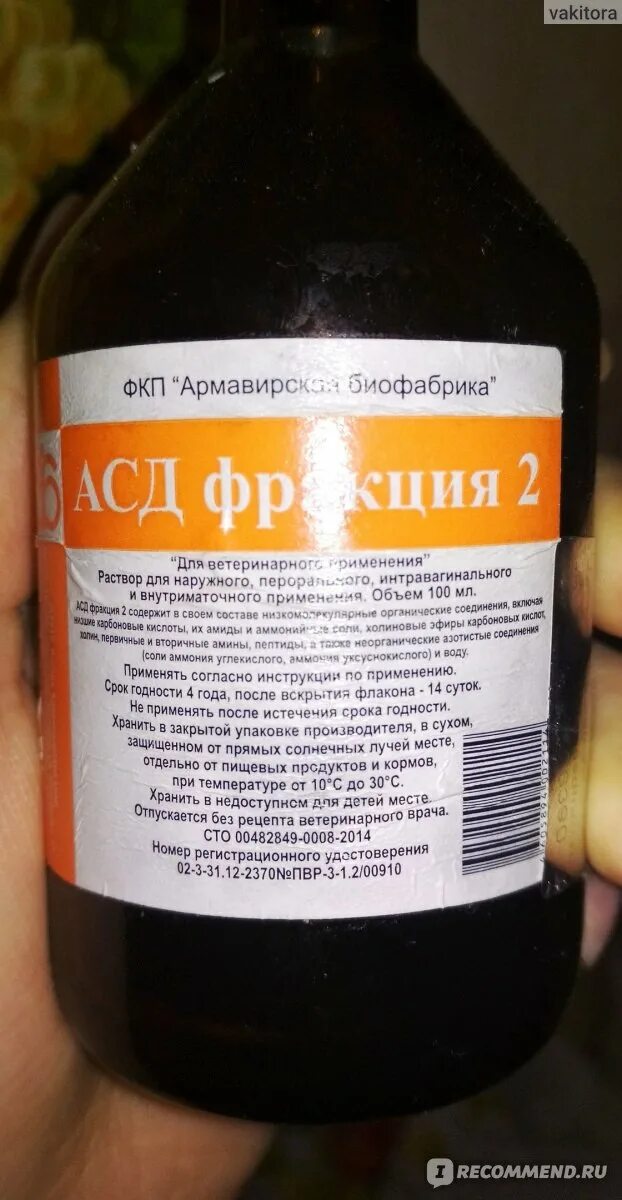 vakitora
ФКП "Армавирская биофабрика"
б АСД фракция 2
"Для ветеринарного применения"
Раствор для наружного, перорального, интравагинального
и внутриматочного применения. Объем 100 мл.
АСД фракция 2 содержит в своем составе низкомолекулярные органические соединения, включая
низшие карбоновые кислоты, их амиды и аммонийные соли, холиновые эфиры карбоновых кислот,
холин, первичные и вторичные амины, пептиды, а также неорганические азотистые соединения
(соли аммония углекислого, аммония уксуснокислого) и воду.
Применять согласно инструкции по применению.
Срок годности 4 года, после вскрытия флакона - 14 суток.
Не применять после истечения срока годности.
Хранить в закрытой упаковке производителя, в сухом,
защищенном от прямых солнечных лучей месте,
отдельно от пищевых продуктов и кормов,
при температуре от 10°С до 30°С.
Хранить в недоступном для детей месте.
Отпускается без рецепта ветеринарного врача.
СТО 00482849-0008-2014
Номер регистрационного удостоверения
02-3-31.12-2370№ПВР-3-1.2/00910
IRECOMMEND.RU